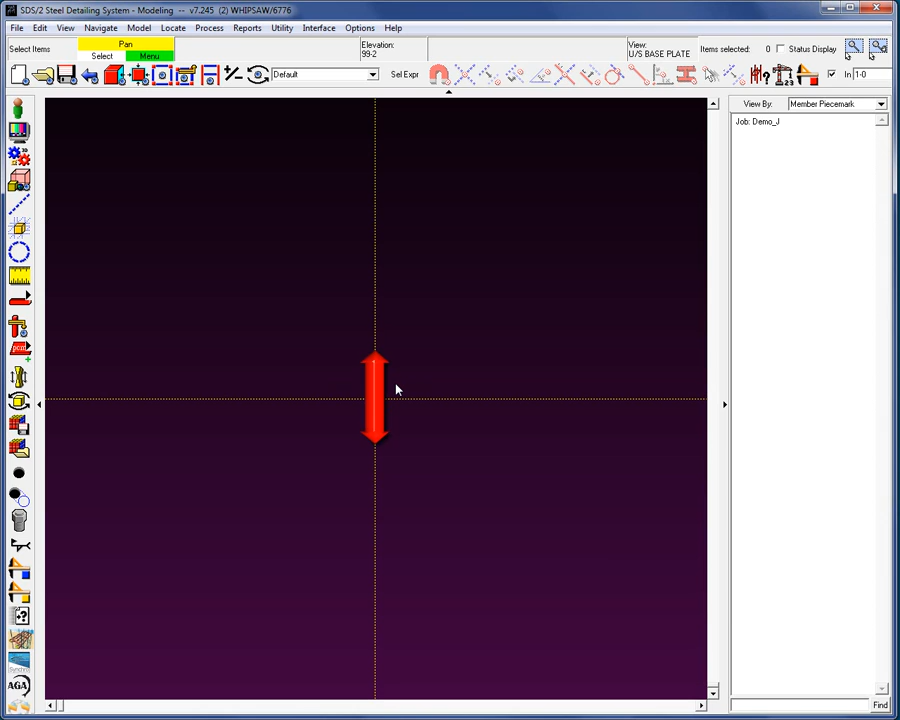 SDS/2 Steel Detailing System - Modeling -- v7.245 (2) WHIPSAW/6776
File Edit View Navigate Model Locate Process Reports Utility Interface Options Help
Select Items
Pan
Select Menu
Elevation:
99-2
View:
U/S BASE PLATE
Items selected: 0 Status Display
Default Sel Expr In 1-0
View By: Member Piecemark
Job: Demo_J
pcm
AGA
Find